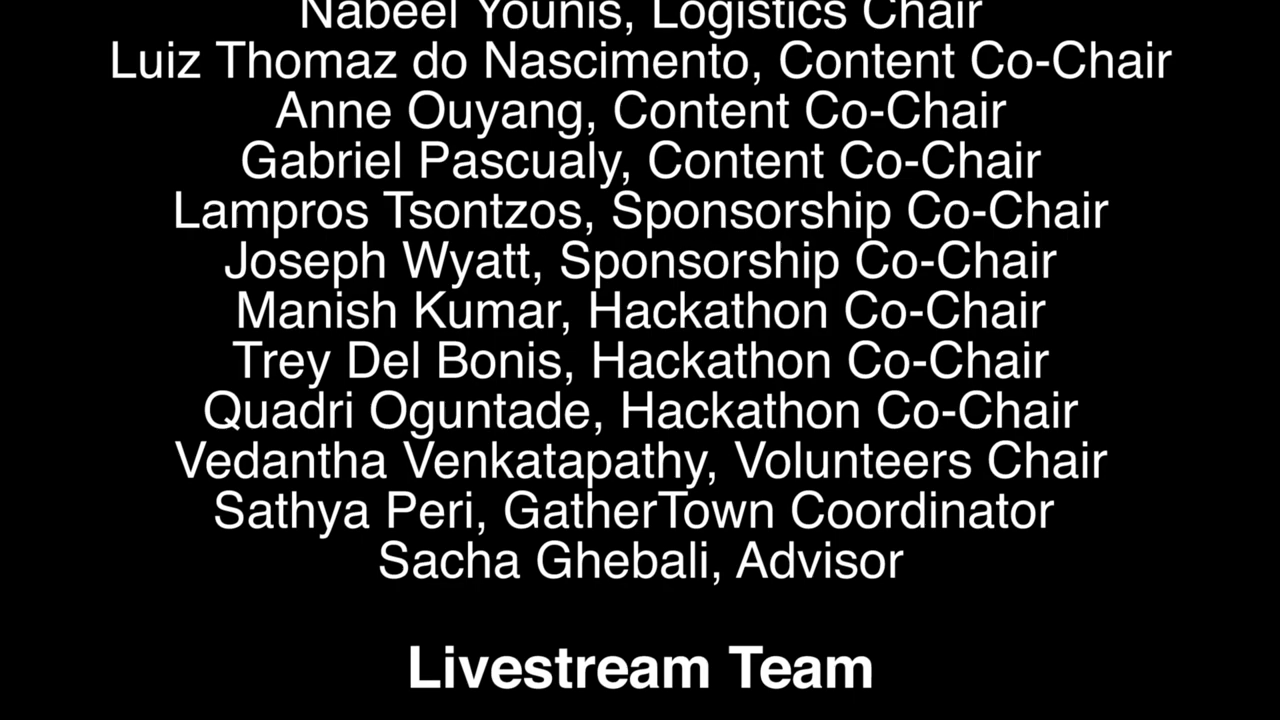 Nabeel Younis, Logistics Chair
Luiz Thomaz do Nascimento, Content Co-Chair
Anne Ouyang, Content Co-Chair
Gabriel Pascualy, Content Co-Chair
Lampros Tsontzos, Sponsorship Co-Chair
Joseph Wyatt, Sponsorship Co-Chair
Manish Kumar, Hackathon Co-Chair
Trey Del Bonis, Hackathon Co-Chair
Quadri Oguntade, Hackathon Co-Chair
Vedantha Venkatapathy, Volunteers Chair
Sathya Peri, GatherTown Coordinator
Sacha Ghebali, Advisor
Livestream Team